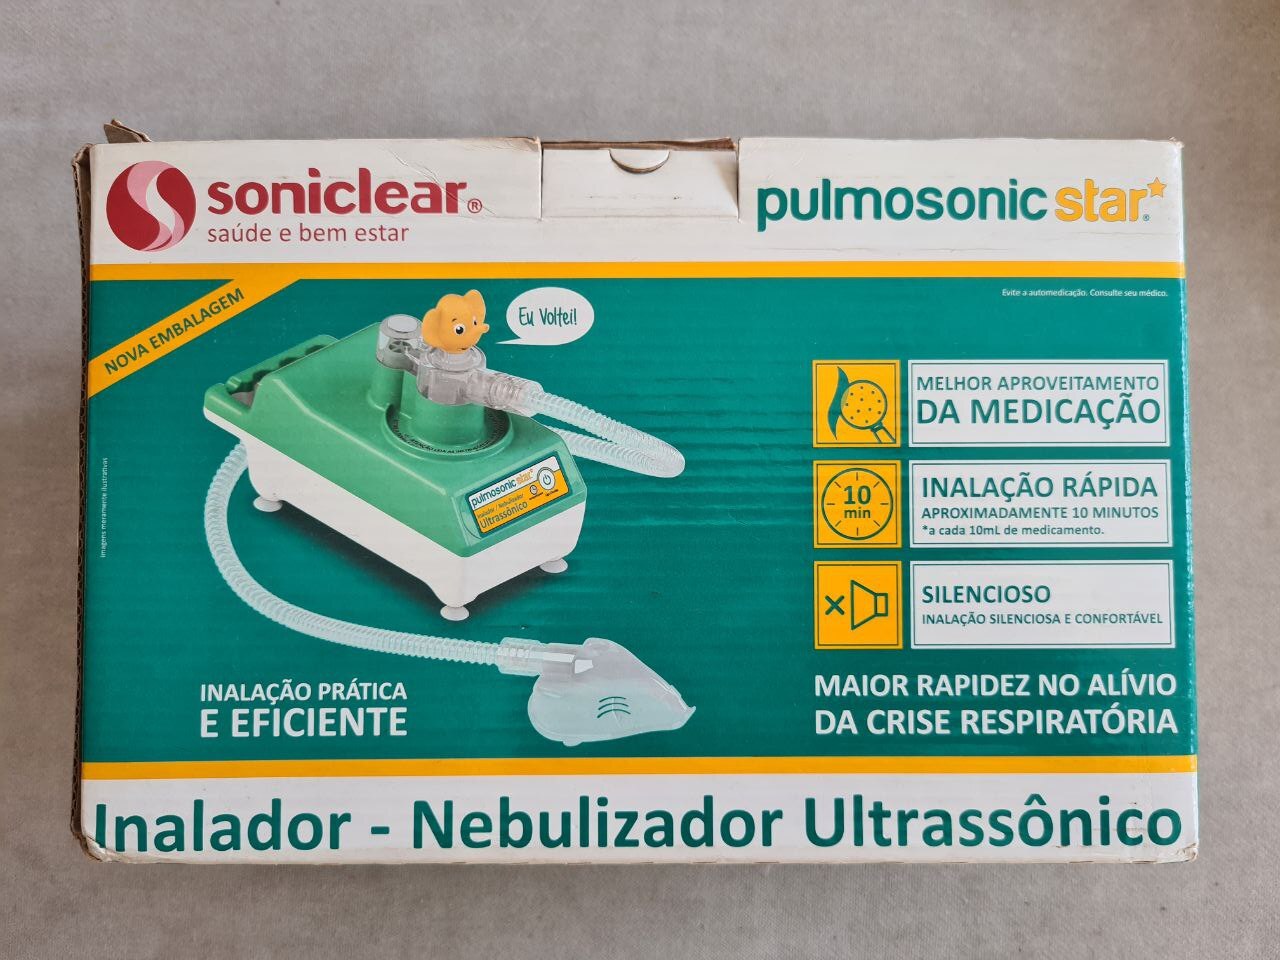 soniclear®
saúde e bem estar
pulmosonic star®
NOVA EMBALAGEM
Evite a automedicação. Consulte seu médico.
Eu Voltei!
MELHOR APROVEITAMENTO
DA MEDICAÇÃO
10
min
INALAÇÃO RÁPIDA
APROXIMADAMENTE 10 MINUTOS
*a cada 10mL de medicamento.
SILENCIOSO
INALAÇÃO SILENCIOSA E CONFORTÁVEL
pulmosonic star
Inalador / Nebulizador
Ultrassônico
Imagens meramente ilustrativas
INALAÇÃO PRÁTICA
E EFICIENTE
MAIOR RAPIDEZ NO ALÍVIO
DA CRISE RESPIRATÓRIA
Inalador - Nebulizador Ultrassônico